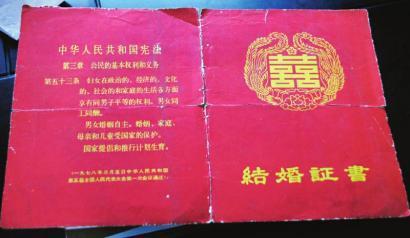 中华人民共和国宪法
第三章　公民的基本权利和义务
第五十三条　妇女在政治的、经济的、文化
的、社会的和家庭的生活各方面
享有同男子平等的权利。男女同
工同酬。
男女婚姻自主。婚姻、家庭、
母亲和儿童受国家的保护。
国家提倡和推行计划生育。
（一九七八年三月五日中华人民共和国
第五届全国人民代表大会第一次会议通过）
囍
結婚証書